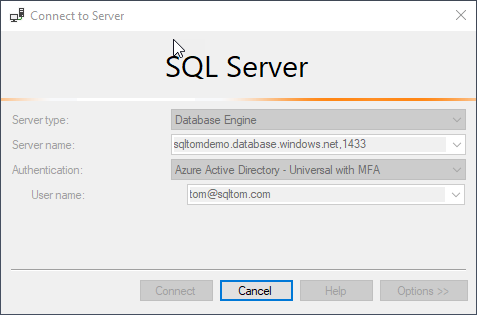 Connect to Server
SQL Server
Server type: Database Engine
Server name: sqltomdemo.database.windows.net,1433
Authentication: Azure Active Directory - Universal with MFA
User name: tom@sqltom.com
Connect Cancel Help Options >>